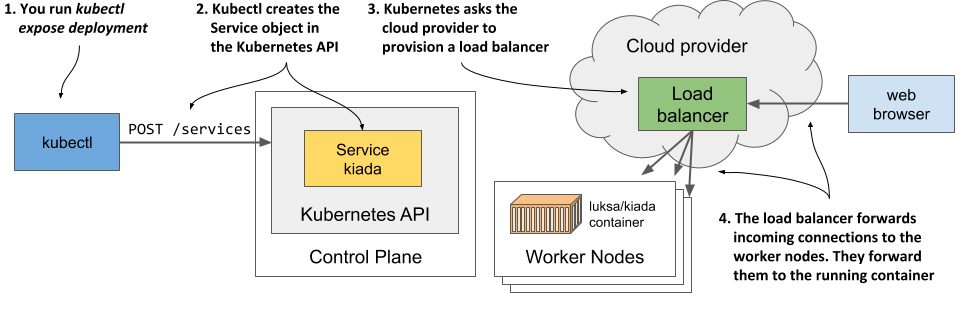 1. You run kubectl
expose deployment
2. Kubectl creates the
Service object in
the Kubernetes API
3. Kubernetes asks the
cloud provider to
provision a load balancer
Cloud provider
Load
balancer
web
browser
kubectl
POST /services
Service
kiada
Kubernetes API
Control Plane
luksa/kiada
container
Worker Nodes
4. The load balancer forwards
incoming connections to the
worker nodes. They forward
them to the running container